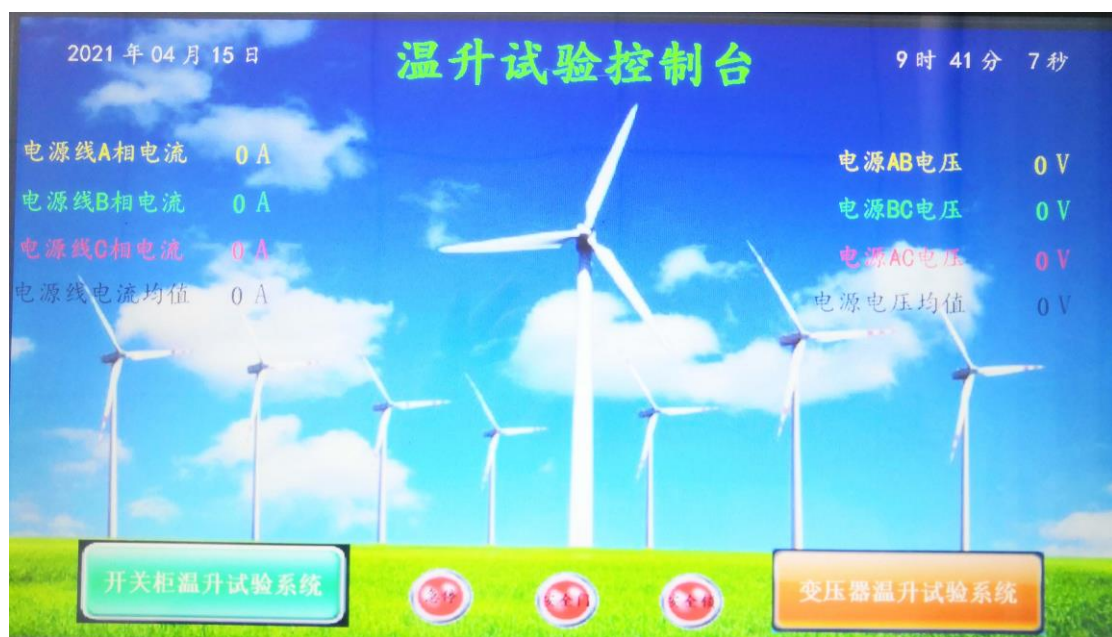 2021 年 04 月 15 日
温升试验控制台
9 时 41 分 7 秒
电源线A相电流 0 A
电源线B相电流 0 A
电源线C相电流 0 A
电源线电流均值 0 A
电源AB电压 0 V
电源BC电压 0 V
电源AC电压 0 V
电源电压均值 0 V
开关柜温升试验系统
安全门
变压器温升试验系统